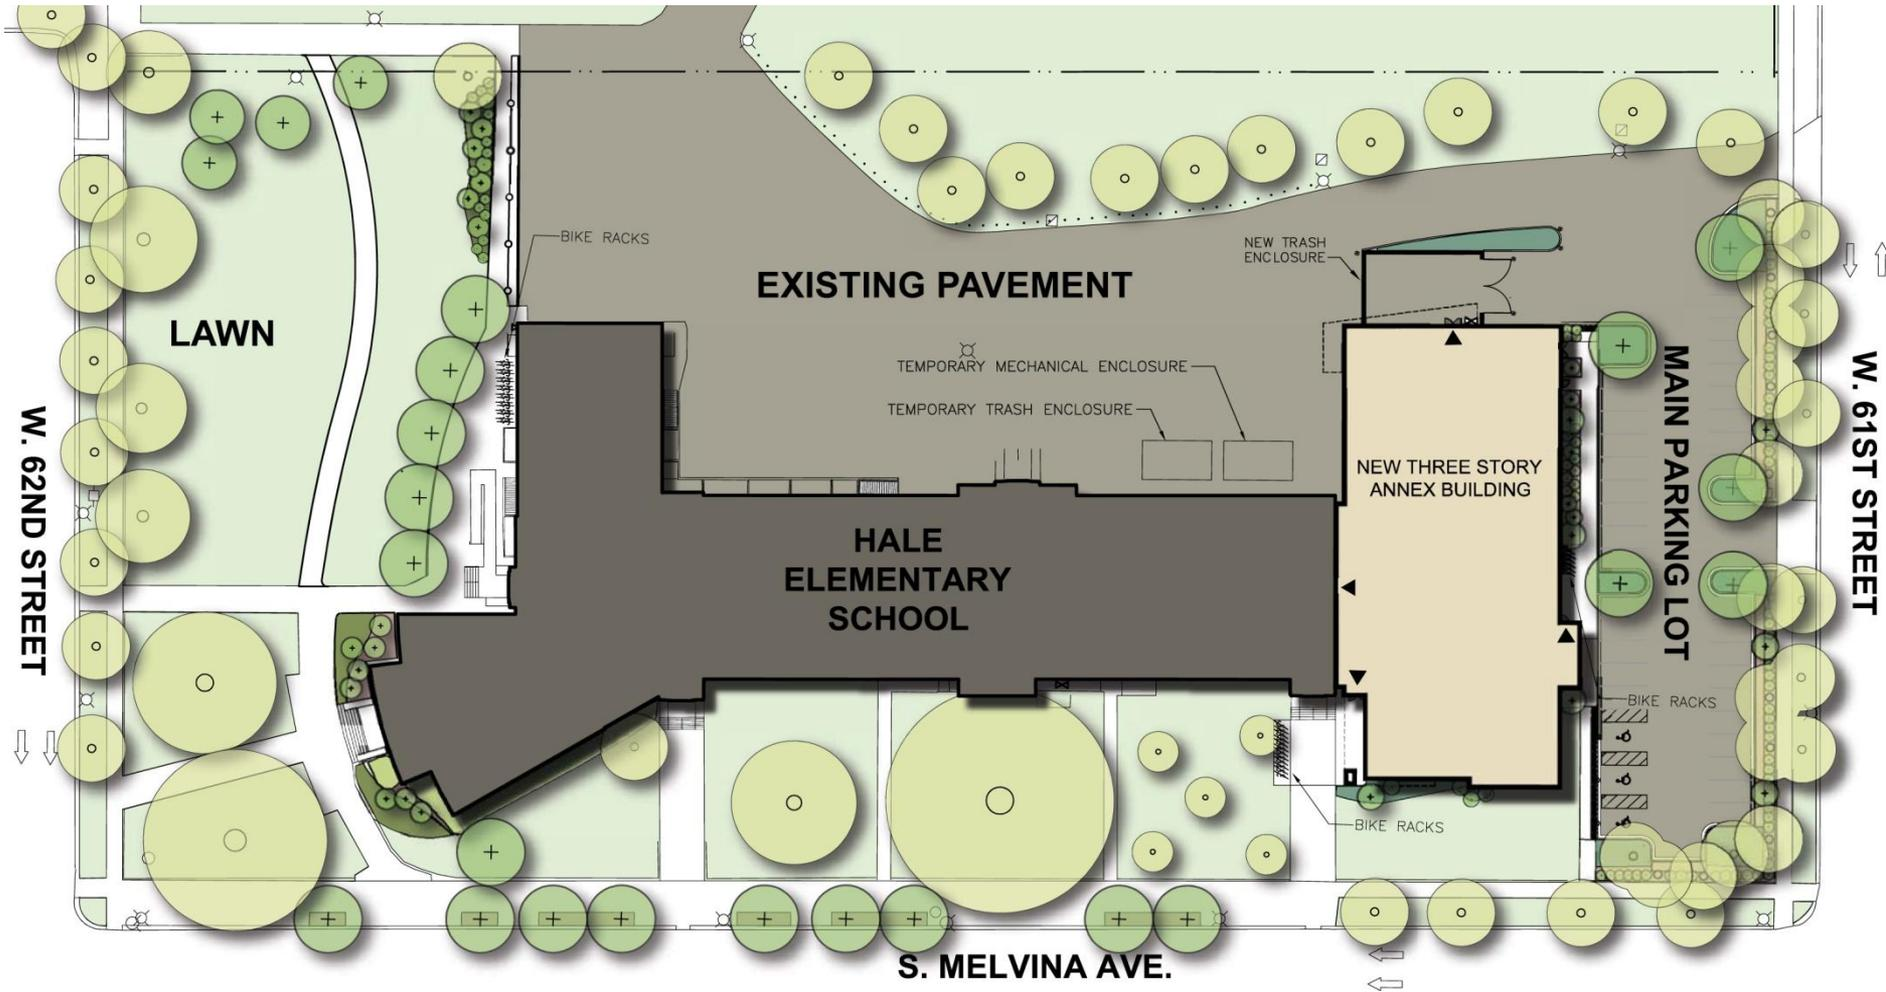 BIKE RACKS
NEW TRASH
ENCLOSURE
EXISTING PAVEMENT
LAWN
TEMPORARY MECHANICAL ENCLOSURE
TEMPORARY TRASH ENCLOSURE
W. 62ND STREET
NEW THREE STORY
ANNEX BUILDING
MAIN PARKING LOT
W. 61ST STREET
HALE
ELEMENTARY
SCHOOL
BIKE RACKS
BIKE RACKS
S. MELVINA AVE.